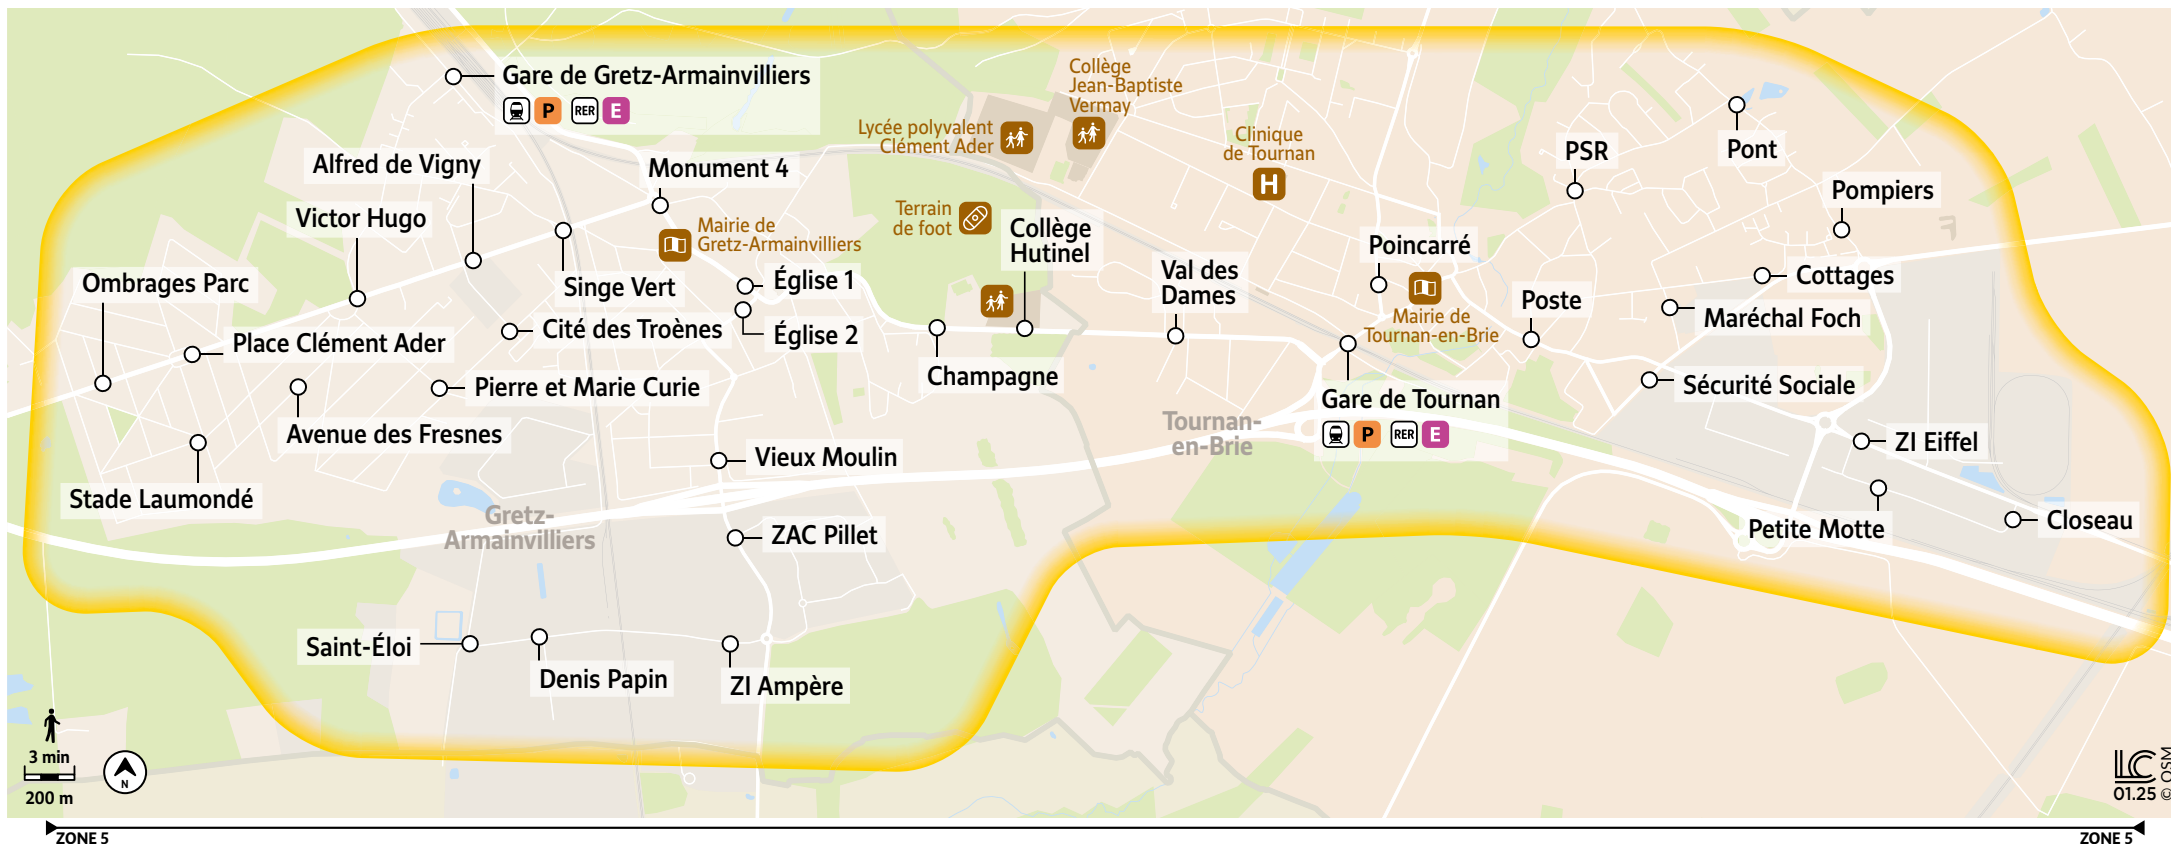 Gare de Gretz-Armainvilliers
P RER E
Collège
Jean-Baptiste
Vermay
Lycée polyvalent
Clément Ader
Clinique
de Tournan
H
PSR
Pont
Alfred de Vigny
Monument 4
Pompiers
Victor Hugo
Mairie de
Gretz-Armainvilliers
Terrain
de foot
Collège
Hutinel
Poincarré
Ombrages Parc
Singe Vert
Église 1
Val des
Dames
Cottages
Poste
Mairie de
Tournan-en-Brie
Maréchal Foch
Place Clément Ader
Cité des Troènes
Église 2
Champagne
Pierre et Marie Curie
Sécurité Sociale
Gare de Tournan
P RER E
Avenue des Fresnes
Tournan-
en-Brie
Vieux Moulin
ZI Eiffel
Stade Laumondé
Gretz-
Armainvilliers
ZAC Pillet
Petite Motte
Closeau
Saint-Éloi
Denis Papin
ZI Ampère
3 min
200 m
N
LC
01.25 © OSM
ZONE 5
ZONE 5